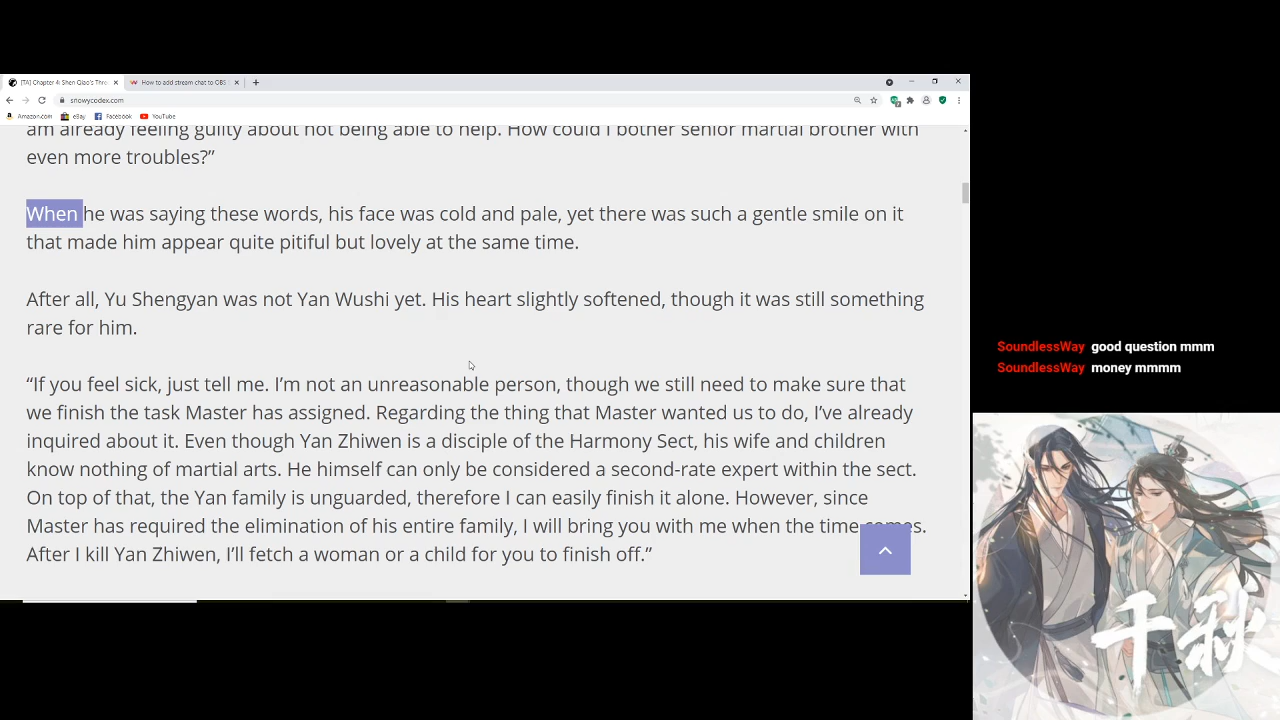 [TA] Chapter 4: Shen Qiao's Thro
How to add stream chat to OBS
snowycodex.com
Amazon.com
eBay
Facebook
YouTube
am already feeling guilty about not being able to help. How could I bother senior martial brother with
even more troubles?”
When he was saying these words, his face was cold and pale, yet there was such a gentle smile on it
that made him appear quite pitiful but lovely at the same time.
After all, Yu Shengyan was not Yan Wushi yet. His heart slightly softened, though it was still something
rare for him.
“If you feel sick, just tell me. I’m not an unreasonable person, though we still need to make sure that
we finish the task Master has assigned. Regarding the thing that Master wanted us to do, I’ve already
inquired about it. Even though Yan Zhiwen is a disciple of the Harmony Sect, his wife and children
know nothing of martial arts. He himself can only be considered a second-rate expert within the sect.
On top of that, the Yan family is unguarded, therefore I can easily finish it alone. However, since
Master has required the elimination of his entire family, I will bring you with me when the time comes.
After I kill Yan Zhiwen, I’ll fetch a woman or a child for you to finish off.”
SoundlessWay good question mmm
SoundlessWay money mmmm
千秋